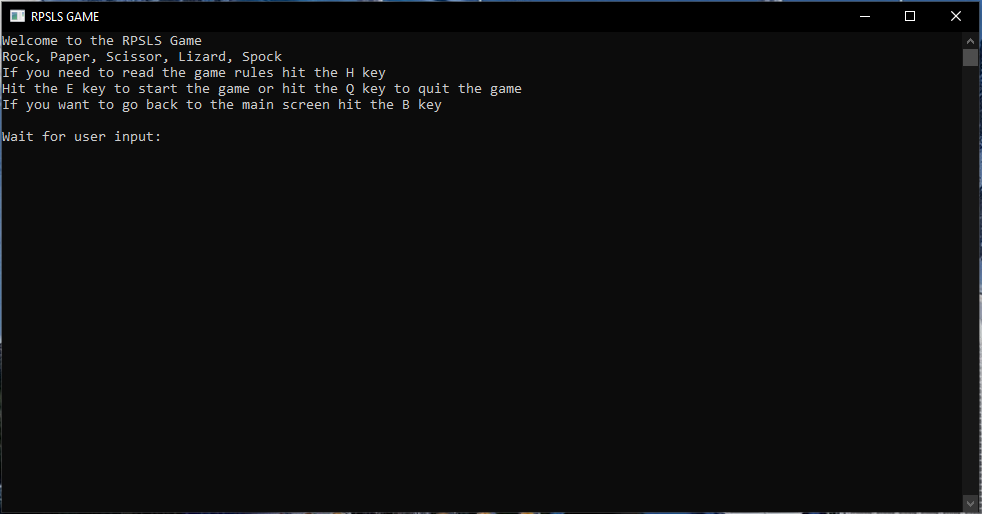 RPSLS GAME
Welcome to the RPSLS Game
Rock, Paper, Scissor, Lizard, Spock
If you need to read the game rules hit the H key
Hit the E key to start the game or hit the Q key to quit the game
If you want to go back to the main screen hit the B key
Wait for user input: